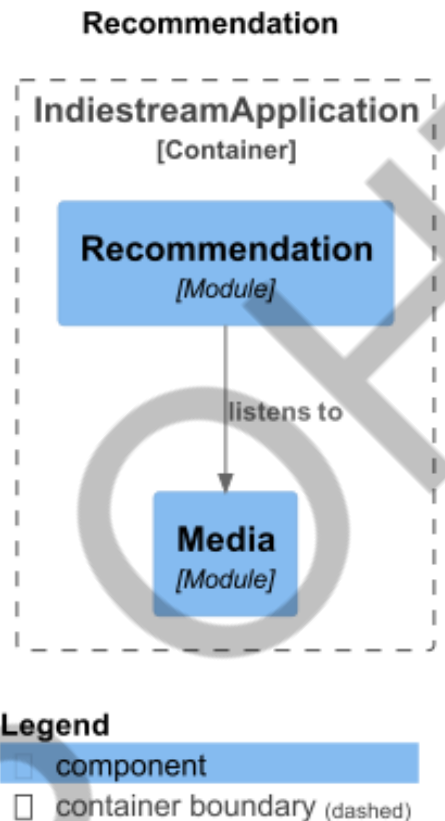 Recommendation
IndiestreamApplication
[Container]
Recommendation
[Module]
listens to
Media
[Module]
Legend
component
container boundary (dashed)